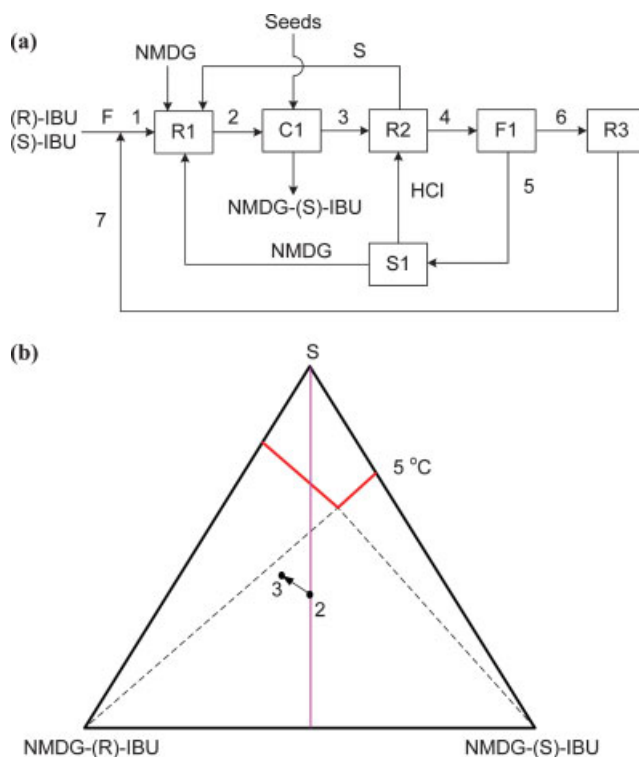 (a)
Seeds
NMDG
S
(R)-IBU
(S)-IBU
F
1
R1
2
C1
3
R2
4
F1
6
R3
5
HCl
7
NMDG-(S)-IBU
NMDG
S1
(b)
S
5 °C
3
2
NMDG-(R)-IBU
NMDG-(S)-IBU